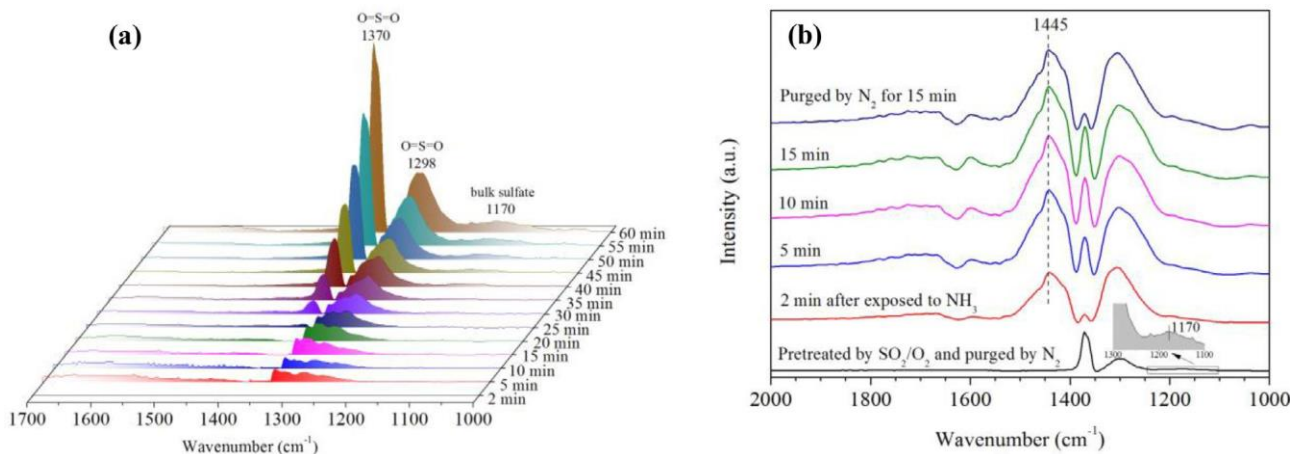 (a)
O=S=O
1370
O=S=O
1298
bulk sulfate
1170
60 min
55 min
50 min
45 min
40 min
35 min
30 min
25 min
20 min
15 min
10 min
5 min
2 min
1700 1600 1500 1400 1300 1200 1100 1000
Wavenumber (cm⁻¹)
(b)
1445
Purged by N₂ for 15 min
15 min
10 min
5 min
2 min after exposed to NH₃
1170
1300 1200 1100
Pretreated by SO₂/O₂ and purged by N₂
Intensity (a.u.)
2000 1800 1600 1400 1200 1000
Wavenumber (cm⁻¹)